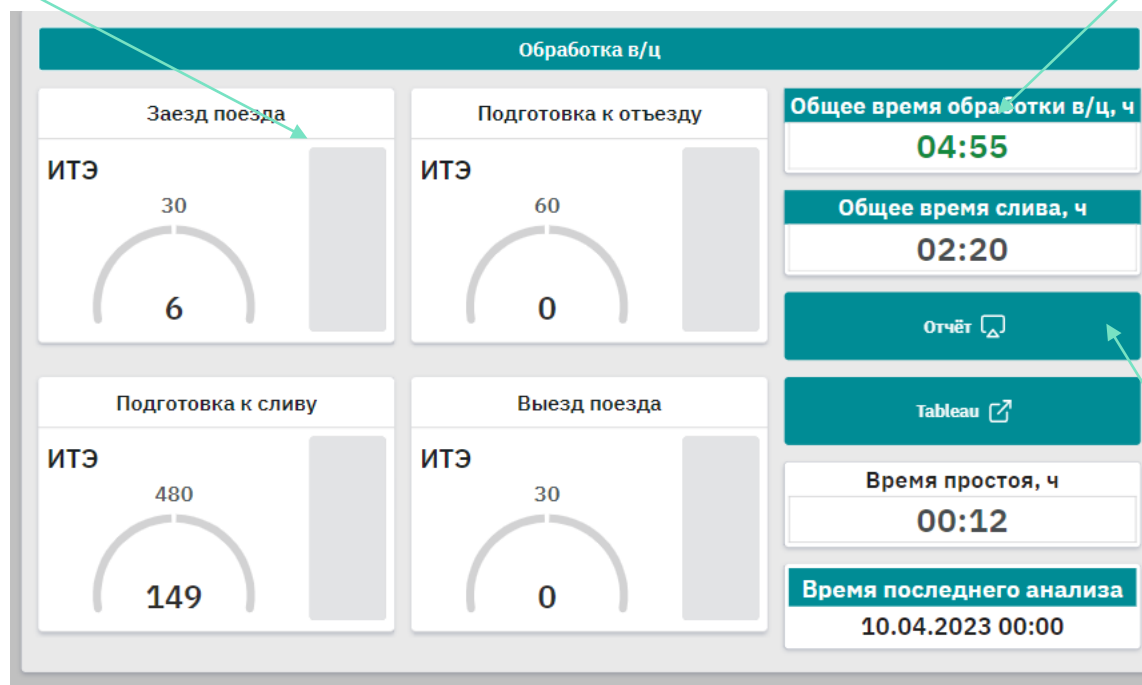 Обработка в/ц
Заезд поезда
ИТЭ
30
6
Подготовка к отъезду
ИТЭ
60
0
Общее время обработки в/ц, ч
04:55
Общее время слива, ч
02:20
Отчёт
Подготовка к сливу
ИТЭ
480
149
Выезд поезда
ИТЭ
30
0
Tableau
Время простоя, ч
00:12
Время последнего анализа
10.04.2023 00:00